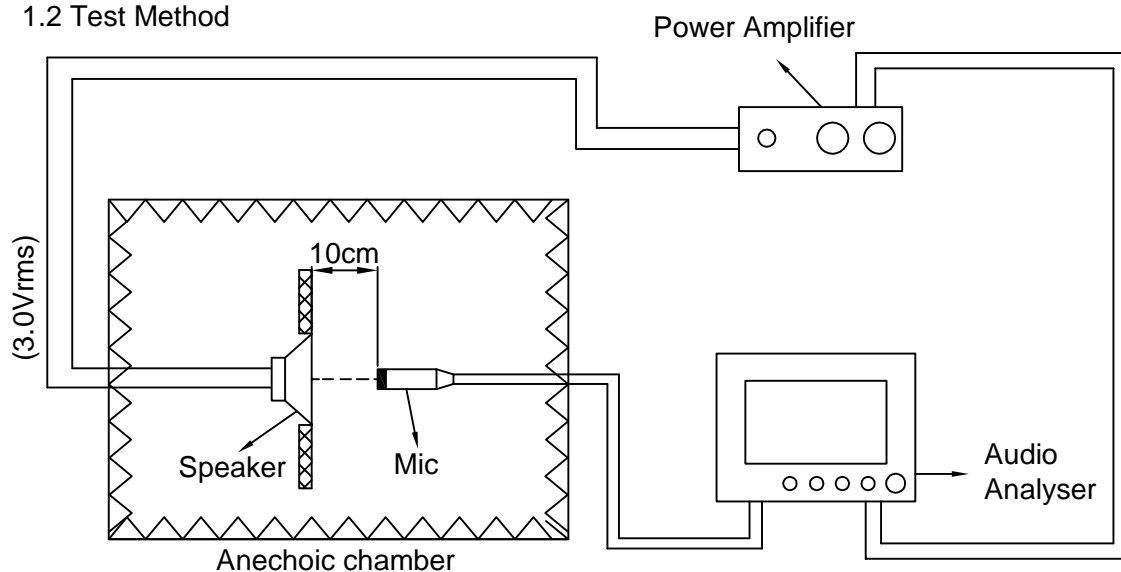 1.2 Test Method
Power Amplifier
(3.0Vrms)
10cm
Speaker
Mic
Audio
Analyser
Anechoic chamber